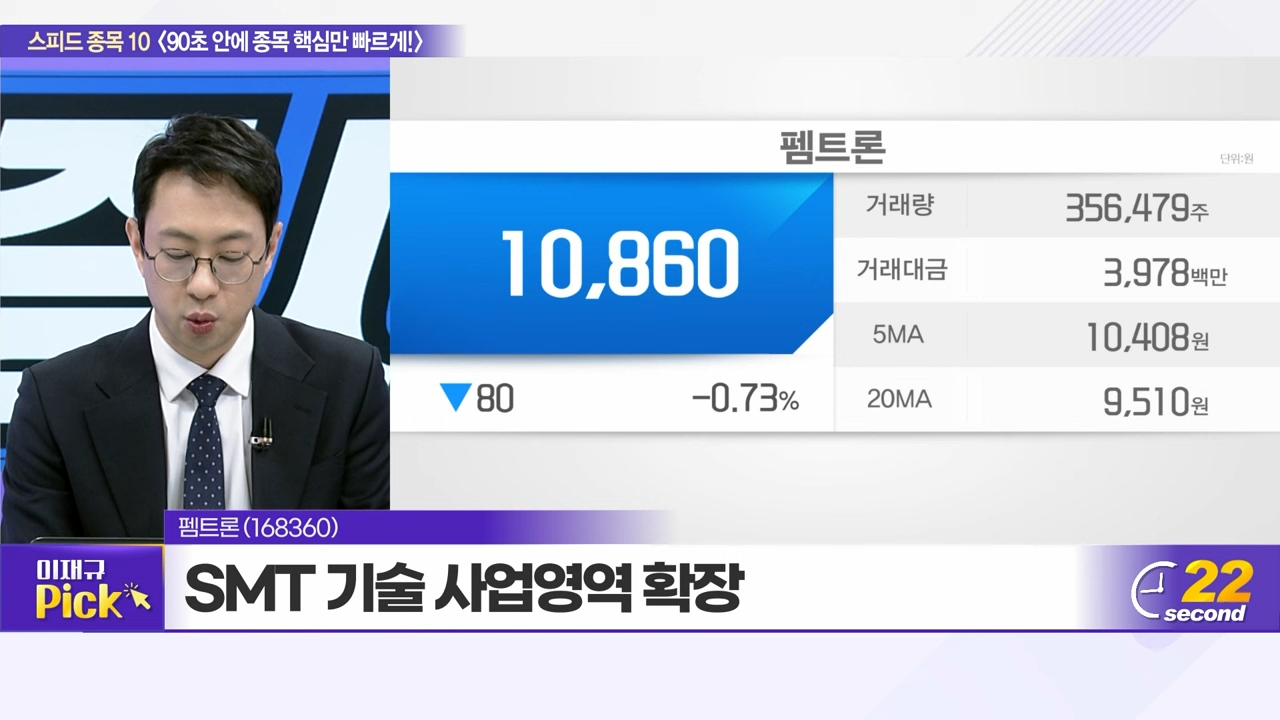 스피드 종목 10 〈90초 안에 종목 핵심만 빠르게!〉
펨트론
단위:원
10,860
▼80 -0.73%
거래량 356,479주
거래대금 3,978백만
5MA 10,408원
20MA 9,510원
펨트론(168360)
이재규
Pick
SMT 기술 사업영역 확장
22
second